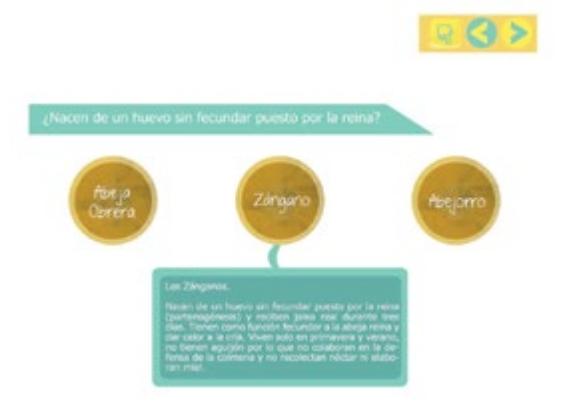 ¿Nacen de un huevo sin fecundar puesto por la reina?
Abeja
Obrera
Zángano
Abejorro
Los Zánganos.
Nacen de un huevo sin fecundar puesto por la reina
(partenogénesis) y reciben jalea real durante tres
días. Tienen como función fecundar a la abeja reina y
dar calor a la cría. Viven solo en primavera y verano,
no tienen aguijón por lo que no colaboran en la de-
fensa de la colmena y no recolectan néctar ni elabo-
ran miel.